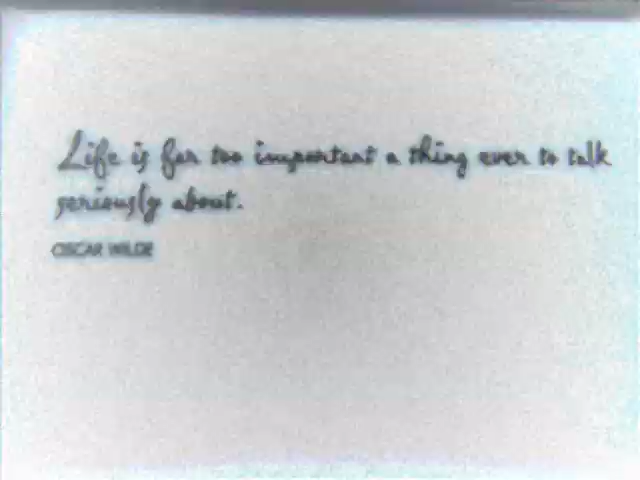 Life is far too important a thing ever to talk
seriously about.
OSCAR WILDE